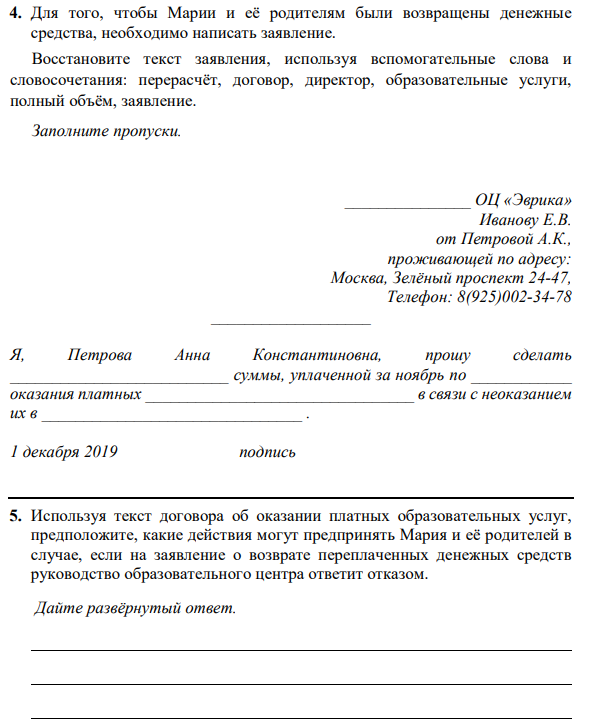 4. Для того, чтобы Марии и её родителям были возвращены денежные
средства, необходимо написать заявление.
Восстановите текст заявления, используя вспомогательные слова и
словосочетания: перерасчёт, договор, директор, образовательные услуги,
полный объём, заявление.
Заполните пропуски.
_______________ ОЦ «Эврика»
Иванову Е.В.
от Петровой А.К.,
проживающей по адресу:
Москва, Зелёный проспект 24-47,
Телефон: 8(925)002-34-78
___________________
Я, Петрова Анна Константиновна, прошу сделать
__________________________ суммы, уплаченной за ноябрь по ____________
оказания платных ________________________________ в связи с неоказанием
их в _______________________________ .
1 декабря 2019 подпись
5. Используя текст договора об оказании платных образовательных услуг,
предположите, какие действия могут предпринять Мария и её родителей в
случае, если на заявление о возврате переплаченных денежных средств
руководство образовательного центра ответит отказом.
Дайте развёрнутый ответ.